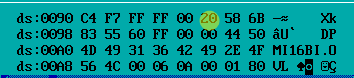 ds:0090 C4 F7 FF FF 00 20 58 6B ─≈    Xk
ds:0098 83 55 60 FF 00 00 44 50 âU`   DP
ds:00A0 4D 49 31 36 42 49 2E 4F MI16BI.O
ds:00A8 56 4C 00 06 0A 00 01 80 VL ♠◙ ☺Ç